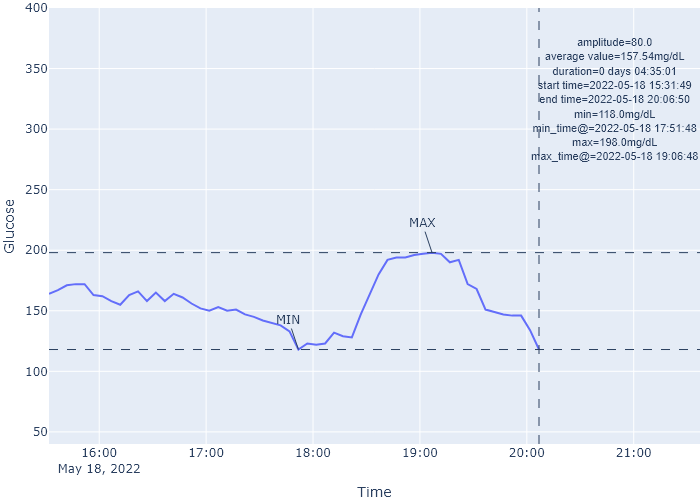 400
350
300
250
200
150
100
50
Glucose
amplitude=80.0
average value=157.54mg/dL
duration=0 days 04:35:01
start time=2022-05-18 15:31:49
end time=2022-05-18 20:06:50
min=118.0mg/dL
min_time@=2022-05-18 17:51:48
max=198.0mg/dL
max_time@=2022-05-18 19:06:48
MAX
MIN
16:00 17:00 18:00 19:00 20:00 21:00
May 18, 2022
Time